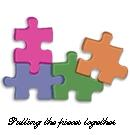 Putting the pieces together